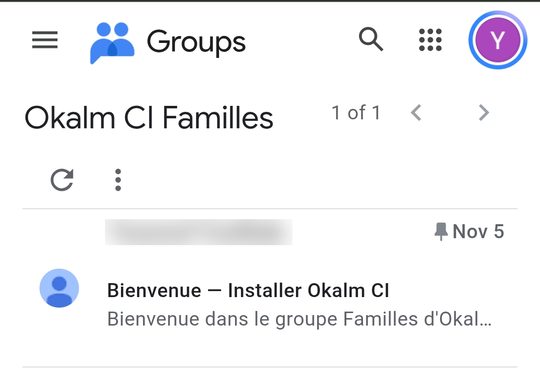 Groups
Y
Okalm CI Familles
1 of 1
Nov 5
Bienvenue — Installer Okalm CI
Bienvenue dans le groupe Familles d'Okal...